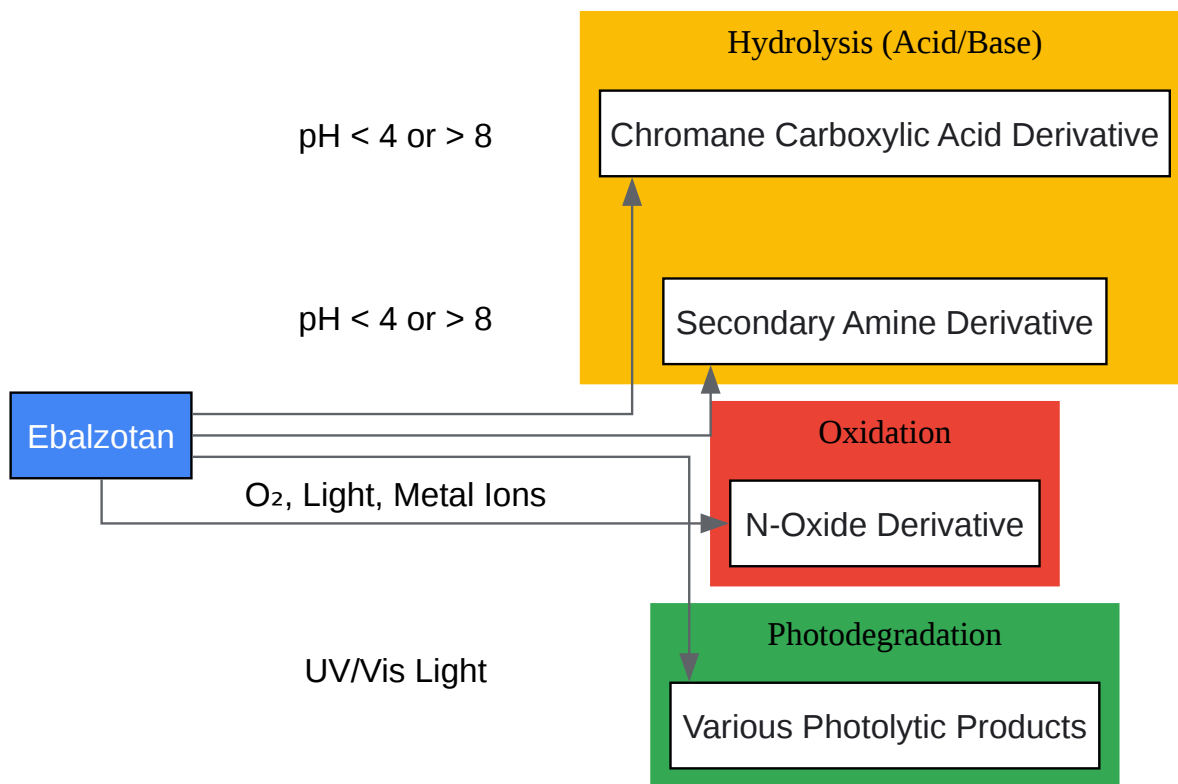 Hydrolysis (Acid/Base)
pH < 4 or > 8
Chromane Carboxylic Acid Derivative
pH < 4 or > 8
Secondary Amine Derivative
Ebalzotan
Oxidation
O₂, Light, Metal Ions
N-Oxide Derivative
Photodegradation
UV/Vis Light
Various Photolytic Products